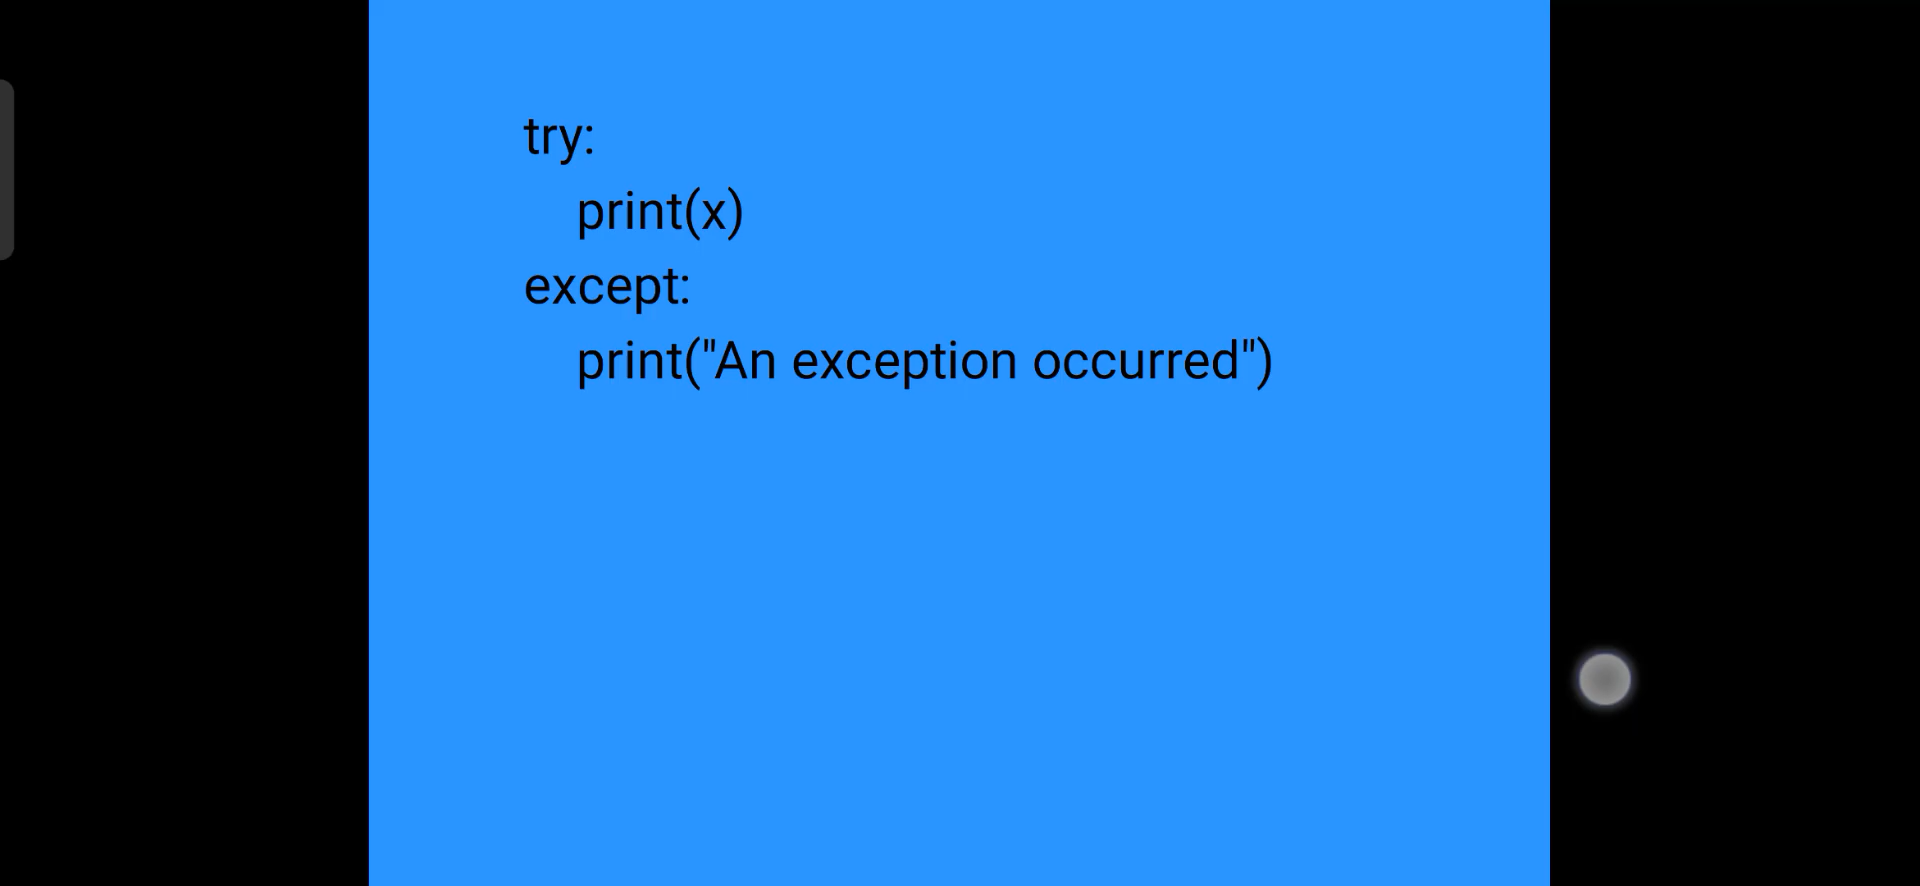 try:
    print(x)
except:
    print("An exception occurred")